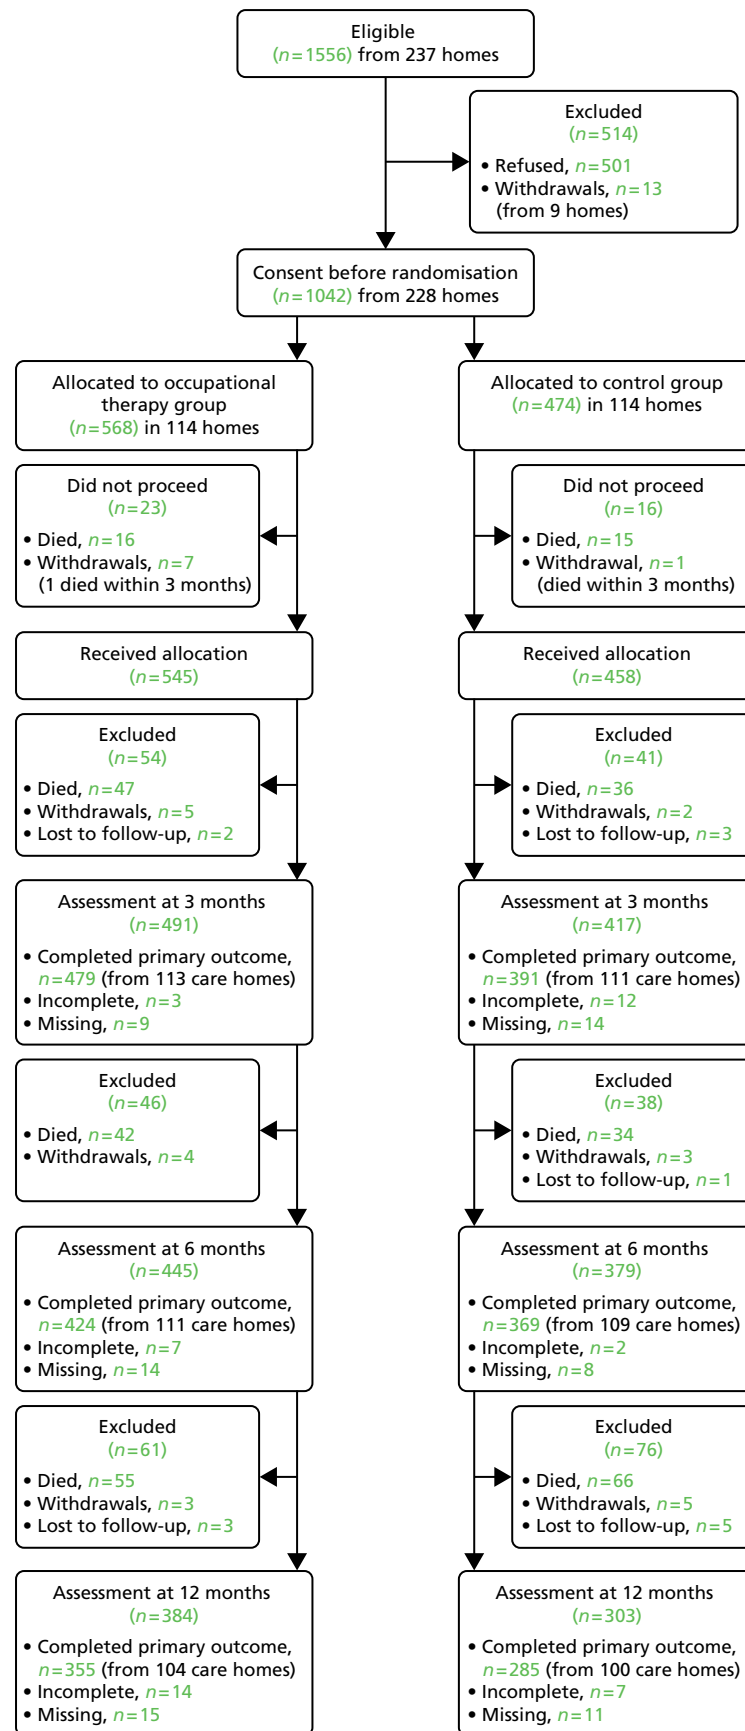 Eligible
(n=1556) from 237 homes
Excluded
(n=514)
• Refused, n=501
• Withdrawals, n=13
(from 9 homes)
Consent before randomisation
(n=1042) from 228 homes
Allocated to occupational
therapy group
(n=568) in 114 homes
Allocated to control group
(n=474) in 114 homes
Did not proceed
(n=23)
• Died, n=16
• Withdrawals, n=7
(1 died within 3 months)
Did not proceed
(n=16)
• Died, n=15
• Withdrawal, n=1
(died within 3 months)
Received allocation
(n=545)
Received allocation
(n=458)
Excluded
(n=54)
• Died, n=47
• Withdrawals, n=5
• Lost to follow-up, n=2
Excluded
(n=41)
• Died, n=36
• Withdrawals, n=2
• Lost to follow-up, n=3
Assessment at 3 months
(n=491)
• Completed primary outcome,
n=479 (from 113 care homes)
• Incomplete, n=3
• Missing, n=9
Assessment at 3 months
(n=417)
• Completed primary outcome,
n=391 (from 111 care homes)
• Incomplete, n=12
• Missing, n=14
Excluded
(n=46)
• Died, n=42
• Withdrawals, n=4
Excluded
(n=38)
• Died, n=34
• Withdrawals, n=3
• Lost to follow-up, n=1
Assessment at 6 months
(n=445)
• Completed primary outcome,
n=424 (from 111 care homes)
• Incomplete, n=7
• Missing, n=14
Assessment at 6 months
(n=379)
• Completed primary outcome,
n=369 (from 109 care homes)
• Incomplete, n=2
• Missing, n=8
Excluded
(n=61)
• Died, n=55
• Withdrawals, n=3
• Lost to follow-up, n=3
Excluded
(n=76)
• Died, n=66
• Withdrawals, n=5
• Lost to follow-up, n=5
Assessment at 12 months
(n=384)
• Completed primary outcome,
n=355 (from 104 care homes)
• Incomplete, n=14
• Missing, n=15
Assessment at 12 months
(n=303)
• Completed primary outcome,
n=285 (from 100 care homes)
• Incomplete, n=7
• Missing, n=11